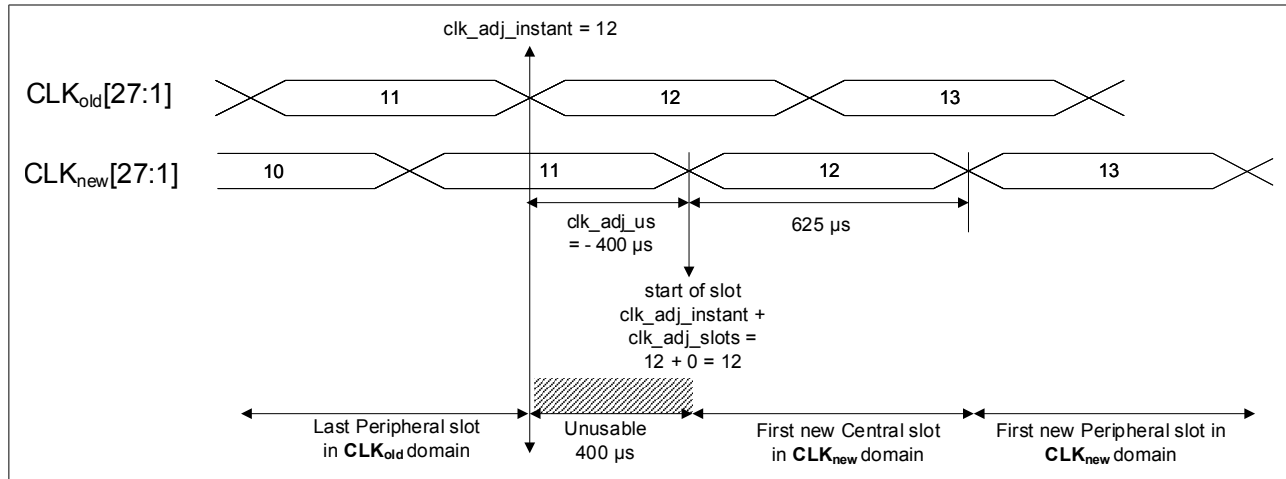 clk_adj_instant = 12
CLKold[27:1]
11
12
13
CLKnew[27:1]
10
11
12
13
clk_adj_us
= - 400 µs
625 µs
start of slot
clk_adj_instant +
clk_adj_slots =
12 + 0 = 12
Last Peripheral slot
in CLKold domain
Unusable
400 µs
First new Central slot
in CLKnew domain
First new Peripheral slot in
CLKnew domain